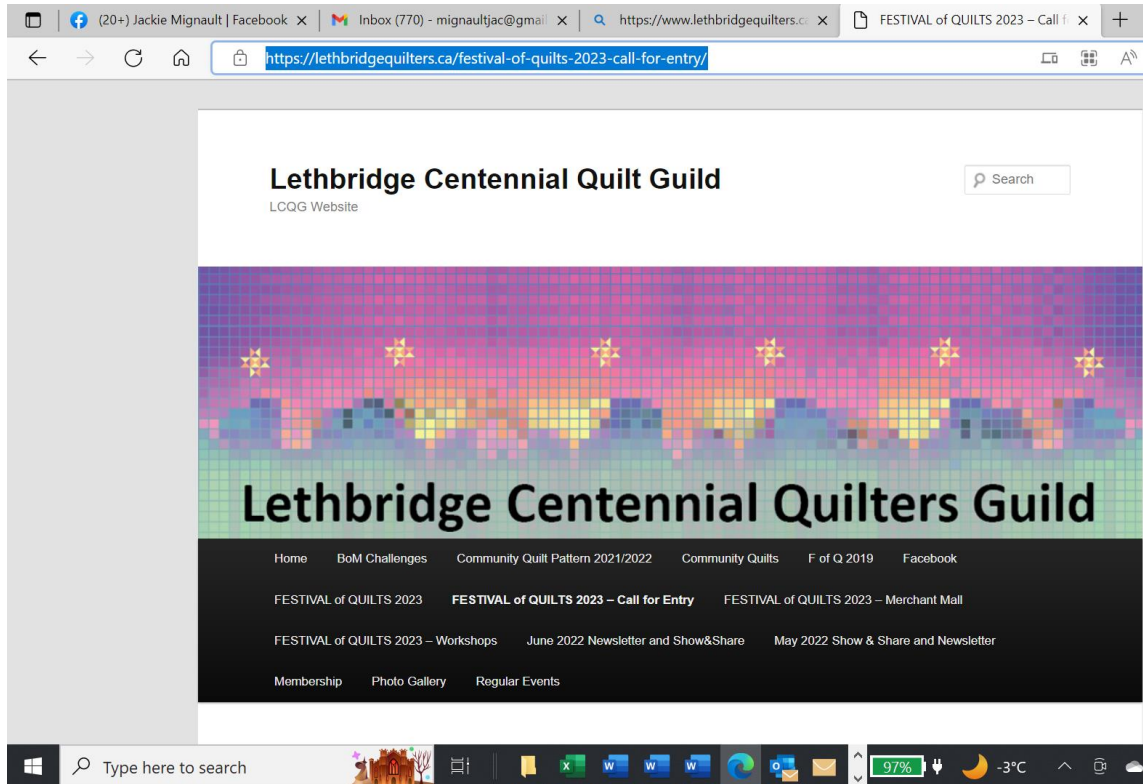 (20+) Jackie Mignault | Facebook
Inbox (770) - mignaultjac@gmail
https://www.lethbridgequilters.c
FESTIVAL of QUILTS 2023 – Call f
https://lethbridgequilters.ca/festival-of-quilts-2023-call-for-entry/
Lethbridge Centennial Quilt Guild
LCQG Website
Search
Lethbridge Centennial Quilters Guild
Home BoM Challenges Community Quilt Pattern 2021/2022 Community Quilts F of Q 2019 Facebook
FESTIVAL of QUILTS 2023 FESTIVAL of QUILTS 2023 – Call for Entry FESTIVAL of QUILTS 2023 – Merchant Mall
FESTIVAL of QUILTS 2023 – Workshops June 2022 Newsletter and Show&Share May 2022 Show & Share and Newsletter
Membership Photo Gallery Regular Events
Type here to search
97%
-3°C